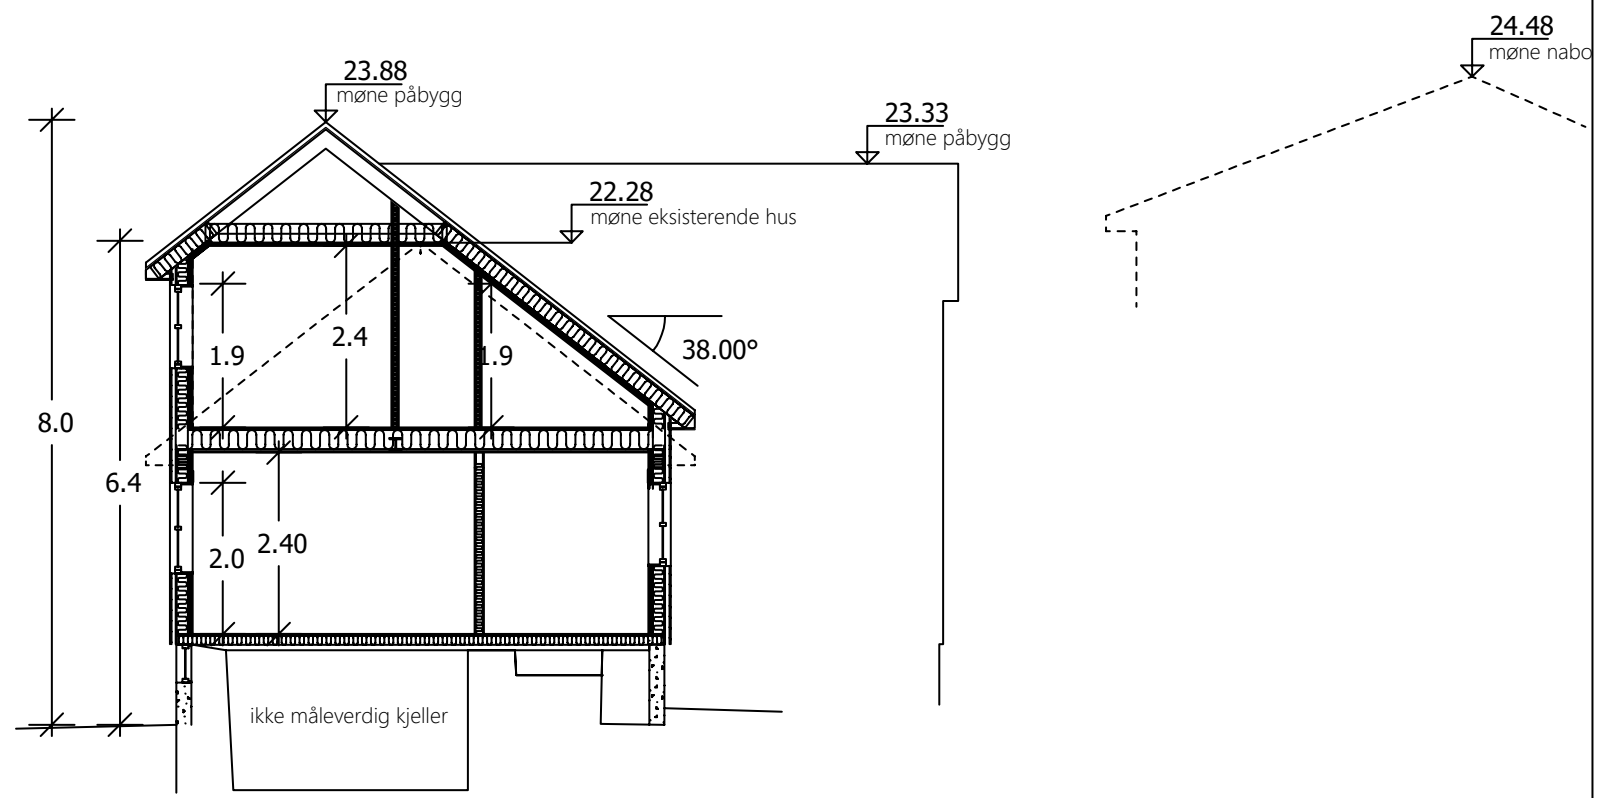 24.48
møne nabo
23.88
møne påbygg
23.33
møne påbygg
22.28
møne eksisterende hus
1.9
2.4
1.9
38.00°
8.0
6.4
2.0
2.40
ikke måleverdig kjeller